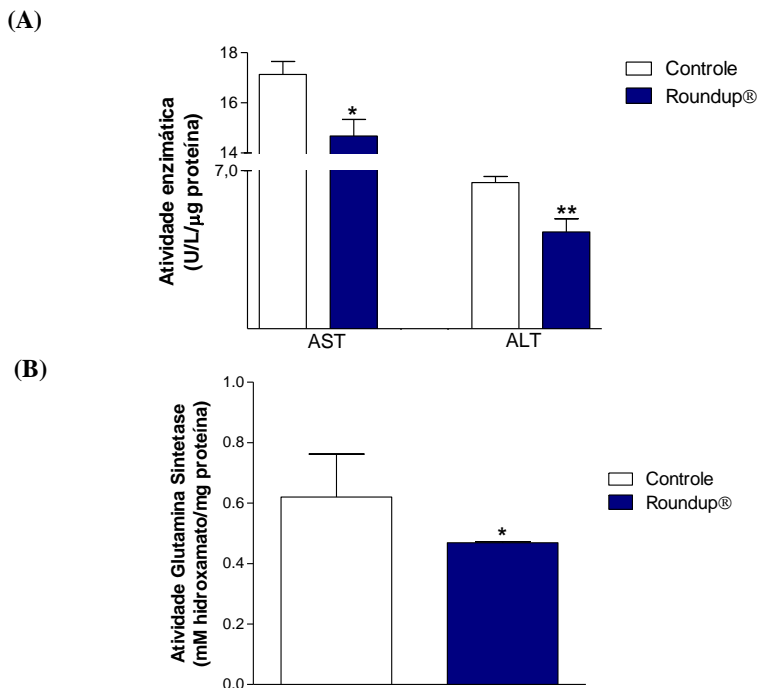 (A)
Atividade enzimática
(U/L/µg proteína)
18
16
14
7,0
*
**
AST
ALT
Controle
Roundup®
(B)
Atividade Glutamina Sintetase
(mM hidroxamato/mg proteína)
1.0
0.8
0.6
0.4
0.2
0.0
*
Controle
Roundup®